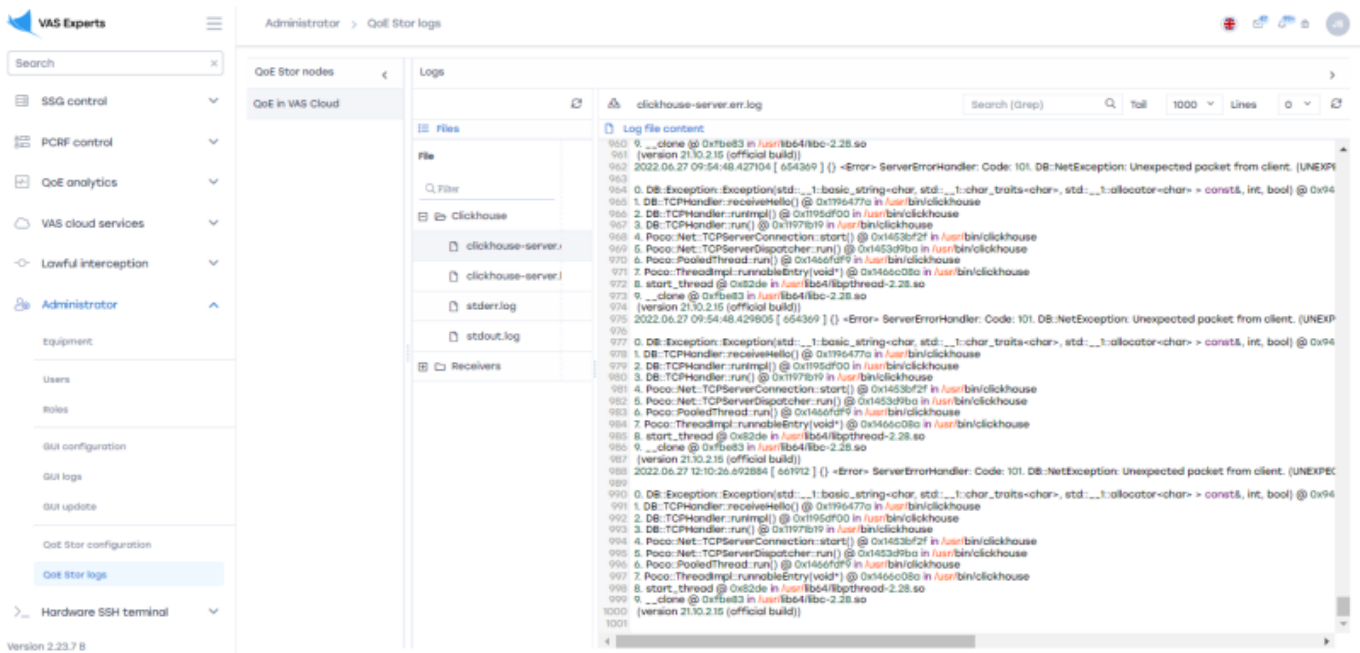 VAS Experts
Administrator > QoE Stor logs
Search
SSG control
PCRF control
QoE analytics
VAS cloud services
Lawful interception
Administrator
Equipment
Users
Roles
GUI configuration
GUI logs
GUI update
QoE Stor configuration
QoE Stor logs
Hardware SSH terminal
Version 2.23.7 B
QoE Stor nodes
QoE in VAS Cloud
Logs
Files
File
Filter
Clickhouse
clickhouse-server.
clickhouse-server.l
stderr.log
stdout.log
Receivers
clickhouse-server.err.log
Search (Grep)
Tail
1000
Lines
0
Log file content
960 9. __clone @ 0xfbe83 in /usr/lib64/libc-2.28.so
961 (version 21.10.2.15 (official build))
962 2022.06.27 09:54:48.427104 [ 654369 ] {} <Error> ServerErrorHandler: Code: 101. DB::NetException: Unexpected packet from client. (UNEXPE
963
964 0. DB::Exception::Exception(std::__1::basic_string<char, std::__1::char_traits<char>, std::__1::allocator<char> > const&, int, bool) @ 0x94
965 1. DB::TCPHandler::receiveHello() @ 0x1196477a in /usr/bin/clickhouse
966 2. DB::TCPHandler::runImpl() @ 0x1195df00 in /usr/bin/clickhouse
967 3. DB::TCPHandler::run() @ 0x11971b19 in /usr/bin/clickhouse
968 4. Poco::Net::TCPServerConnection::start() @ 0x1453bf2f in /usr/bin/clickhouse
969 5. Poco::Net::TCPServerDispatcher::run() @ 0x1453d9ba in /usr/bin/clickhouse
970 6. Poco::PooledThread::run() @ 0x1466fdf9 in /usr/bin/clickhouse
971 7. Poco::ThreadImpl::runnableEntry(void*) @ 0x1466c08a in /usr/bin/clickhouse
972 8. start_thread @ 0x82de in /usr/lib64/libpthread-2.28.so
973 9. __clone @ 0xfbe83 in /usr/lib64/libc-2.28.so
974 (version 21.10.2.15 (official build))
975 2022.06.27 09:54:48.429805 [ 654369 ] {} <Error> ServerErrorHandler: Code: 101. DB::NetException: Unexpected packet from client. (UNEXP
976
977 0. DB::Exception::Exception(std::__1::basic_string<char, std::__1::char_traits<char>, std::__1::allocator<char> > const&, int, bool) @ 0x94
978 1. DB::TCPHandler::receiveHello() @ 0x1196477a in /usr/bin/clickhouse
979 2. DB::TCPHandler::runImpl() @ 0x1195df00 in /usr/bin/clickhouse
980 3. DB::TCPHandler::run() @ 0x11971b19 in /usr/bin/clickhouse
981 4. Poco::Net::TCPServerConnection::start() @ 0x1453bf2f in /usr/bin/clickhouse
982 5. Poco::Net::TCPServerDispatcher::run() @ 0x1453d9ba in /usr/bin/clickhouse
983 6. Poco::PooledThread::run() @ 0x1466fdf9 in /usr/bin/clickhouse
984 7. Poco::ThreadImpl::runnableEntry(void*) @ 0x1466c08a in /usr/bin/clickhouse
985 8. start_thread @ 0x82de in /usr/lib64/libpthread-2.28.so
986 9. __clone @ 0xfbe83 in /usr/lib64/libc-2.28.so
987 (version 21.10.2.15 (official build))
988 2022.06.27 12:10:26.692884 [ 661912 ] {} <Error> ServerErrorHandler: Code: 101. DB::NetException: Unexpected packet from client. (UNEXPEC
989
990 0. DB::Exception::Exception(std::__1::basic_string<char, std::__1::char_traits<char>, std::__1::allocator<char> > const&, int, bool) @ 0x94
991 1. DB::TCPHandler::receiveHello() @ 0x1196477a in /usr/bin/clickhouse
992 2. DB::TCPHandler::runImpl() @ 0x1195df00 in /usr/bin/clickhouse
993 3. DB::TCPHandler::run() @ 0x11971b19 in /usr/bin/clickhouse
994 4. Poco::Net::TCPServerConnection::start() @ 0x1453bf2f in /usr/bin/clickhouse
995 5. Poco::Net::TCPServerDispatcher::run() @ 0x1453d9ba in /usr/bin/clickhouse
996 6. Poco::PooledThread::run() @ 0x1466fdf9 in /usr/bin/clickhouse
997 7. Poco::ThreadImpl::runnableEntry(void*) @ 0x1466c08a in /usr/bin/clickhouse
998 8. start_thread @ 0x82de in /usr/lib64/libpthread-2.28.so
999 9. __clone @ 0xfbe83 in /usr/lib64/libc-2.28.so
1000 (version 21.10.2.15 (official build))
1001